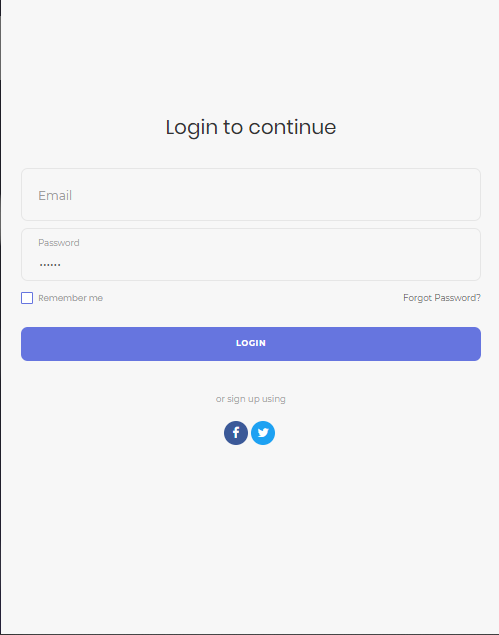 Login to continue
Email
Password
••••••
Remember me
Forgot Password?
LOGIN
or sign up using